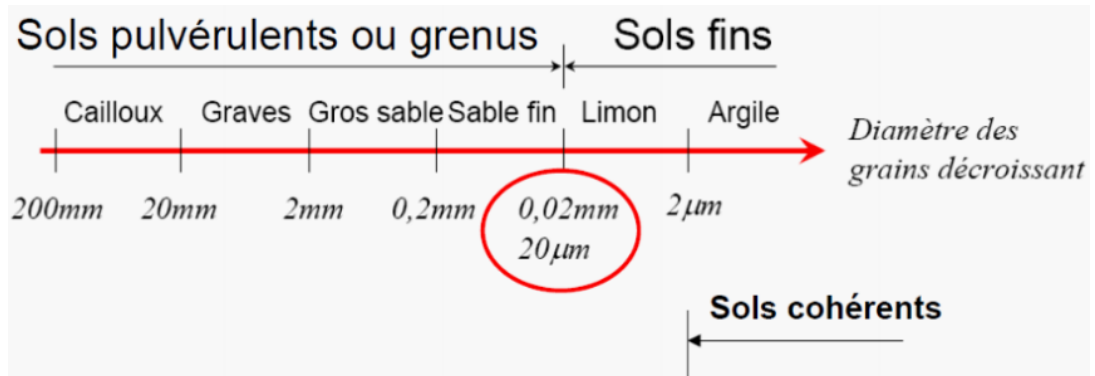 Sols pulvérulents ou grenus Sols fins
Cailloux Graves Gros sable Sable fin Limon Argile
Diamètre des
grains décroissant
200mm 20mm 2mm 0,2mm 0,02mm 2µm
20µm
Sols cohérents